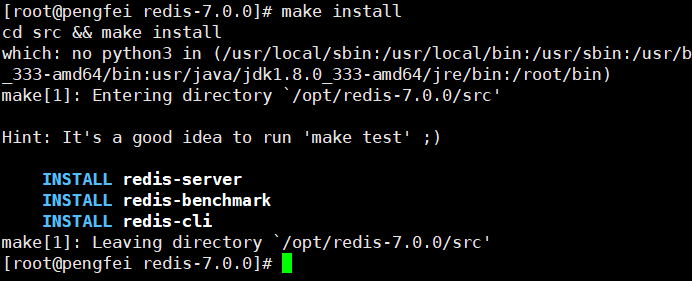 [root@pengfei redis-7.0.0]# make install
cd src && make install
which: no python3 in (/usr/local/sbin:/usr/local/bin:/usr/sbin:/usr/b
_333-amd64/bin:usr/java/jdk1.8.0_333-amd64/jre/bin:/root/bin)
make[1]: Entering directory `/opt/redis-7.0.0/src'
Hint: It's a good idea to run 'make test' ;)
INSTALL redis-server
INSTALL redis-benchmark
INSTALL redis-cli
make[1]: Leaving directory `/opt/redis-7.0.0/src'
[root@pengfei redis-7.0.0]#